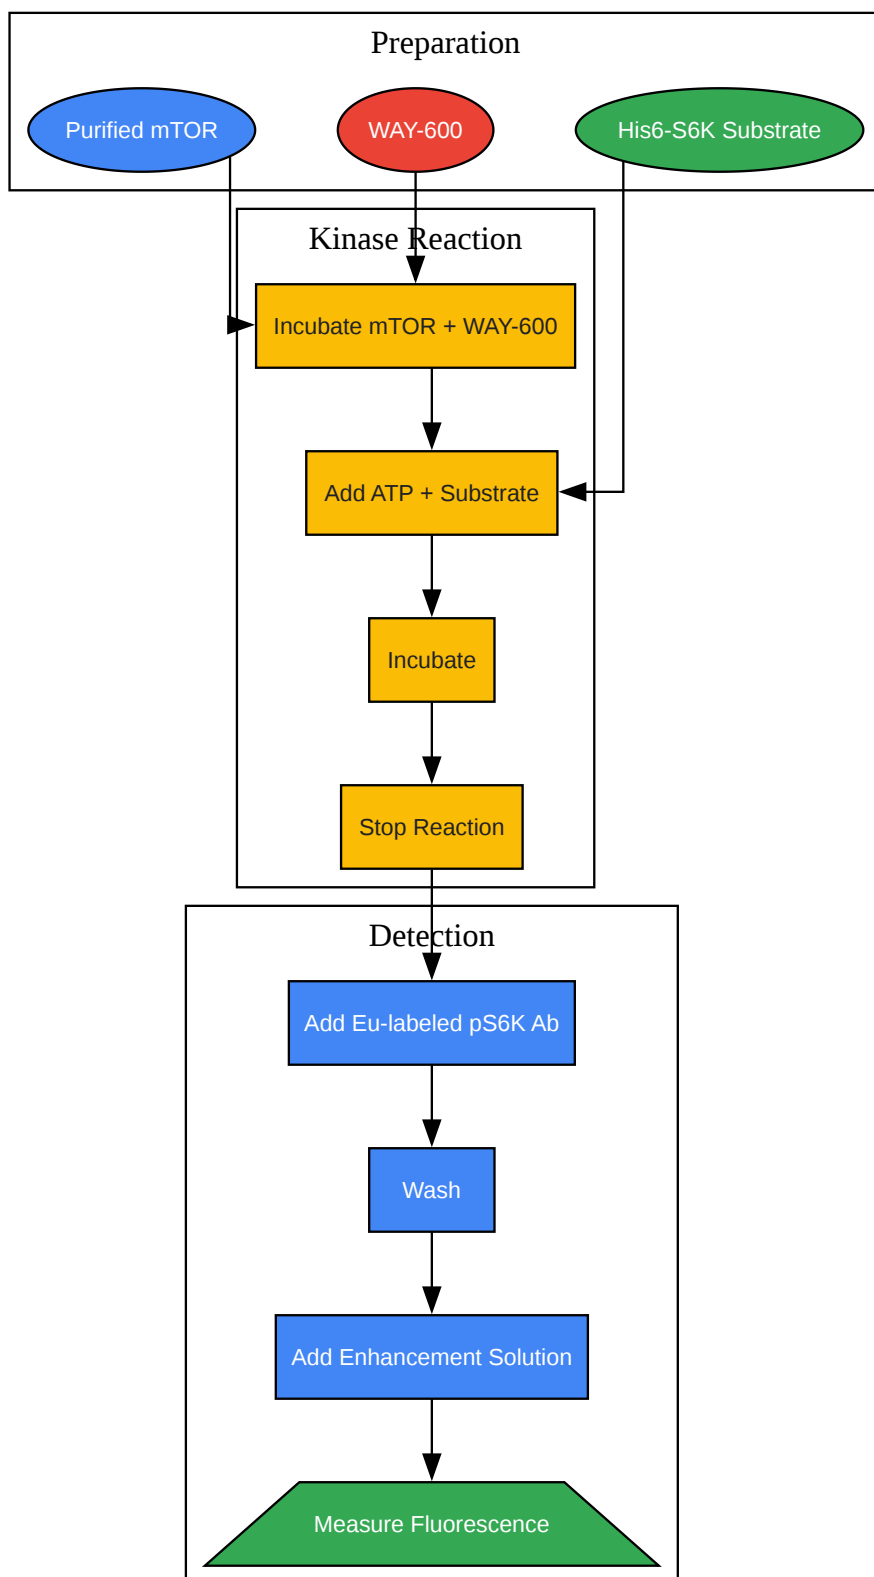 Preparation
Purified mTOR
WAY-600
His6-S6K Substrate
Kinase Reaction
Incubate mTOR + WAY-600
Add ATP + Substrate
Incubate
Stop Reaction
Detection
Add Eu-labeled pS6K Ab
Wash
Add Enhancement Solution
Measure Fluorescence